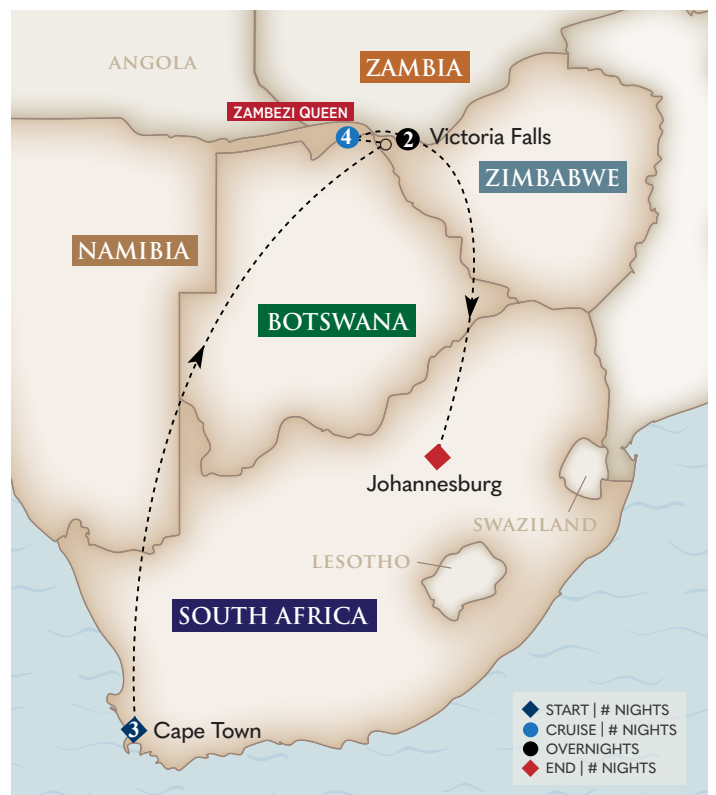 ANGOLA
ZAMBIA
ZAMBEZI QUEEN
4
2
Victoria Falls
ZIMBABWE
NAMIBIA
BOTSWANA
Johannesburg
SWAZILAND
LESOTHO
SOUTH AFRICA
3
Cape Town
START | # NIGHTS
CRUISE | # NIGHTS
OVERNIGHTS
END | # NIGHTS